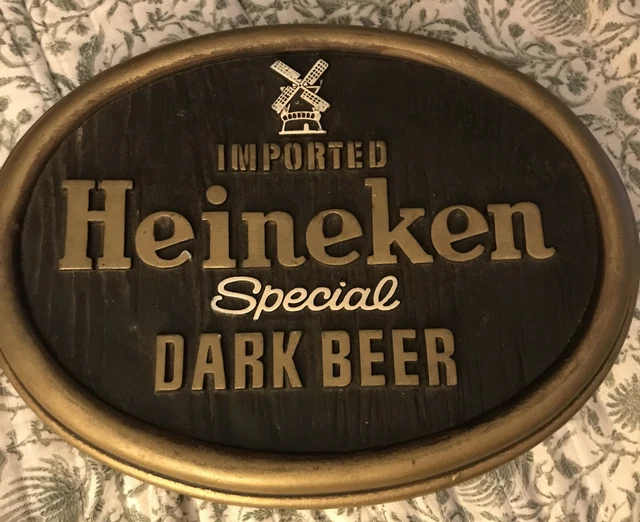 IMPORTED
Heineken
Special
DARK BEER